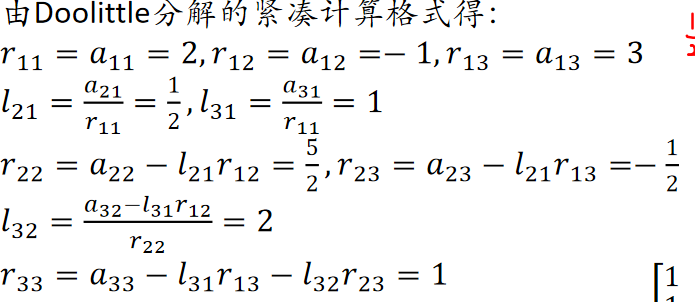 由Doolittle分解的紧凑计算格式得:
r₁₁ = a₁₁ = 2, r₁₂ = a₁₂ =− 1, r₁₃ = a₁₃ = 3
l₂₁ = a₂₁/r₁₁ = 1/2, l₃₁ = a₃₁/r₁₁ = 1
r₂₂ = a₂₂ − l₂₁r₁₂ = 5/2, r₂₃ = a₂₃ − l₂₁r₁₃ =− 1/2
l₃₂ = (a₃₂−l₃₁r₁₂)/r₂₂ = 2
r₃₃ = a₃₃ − l₃₁r₁₃ − l₃₂r₂₃ = 1
[1